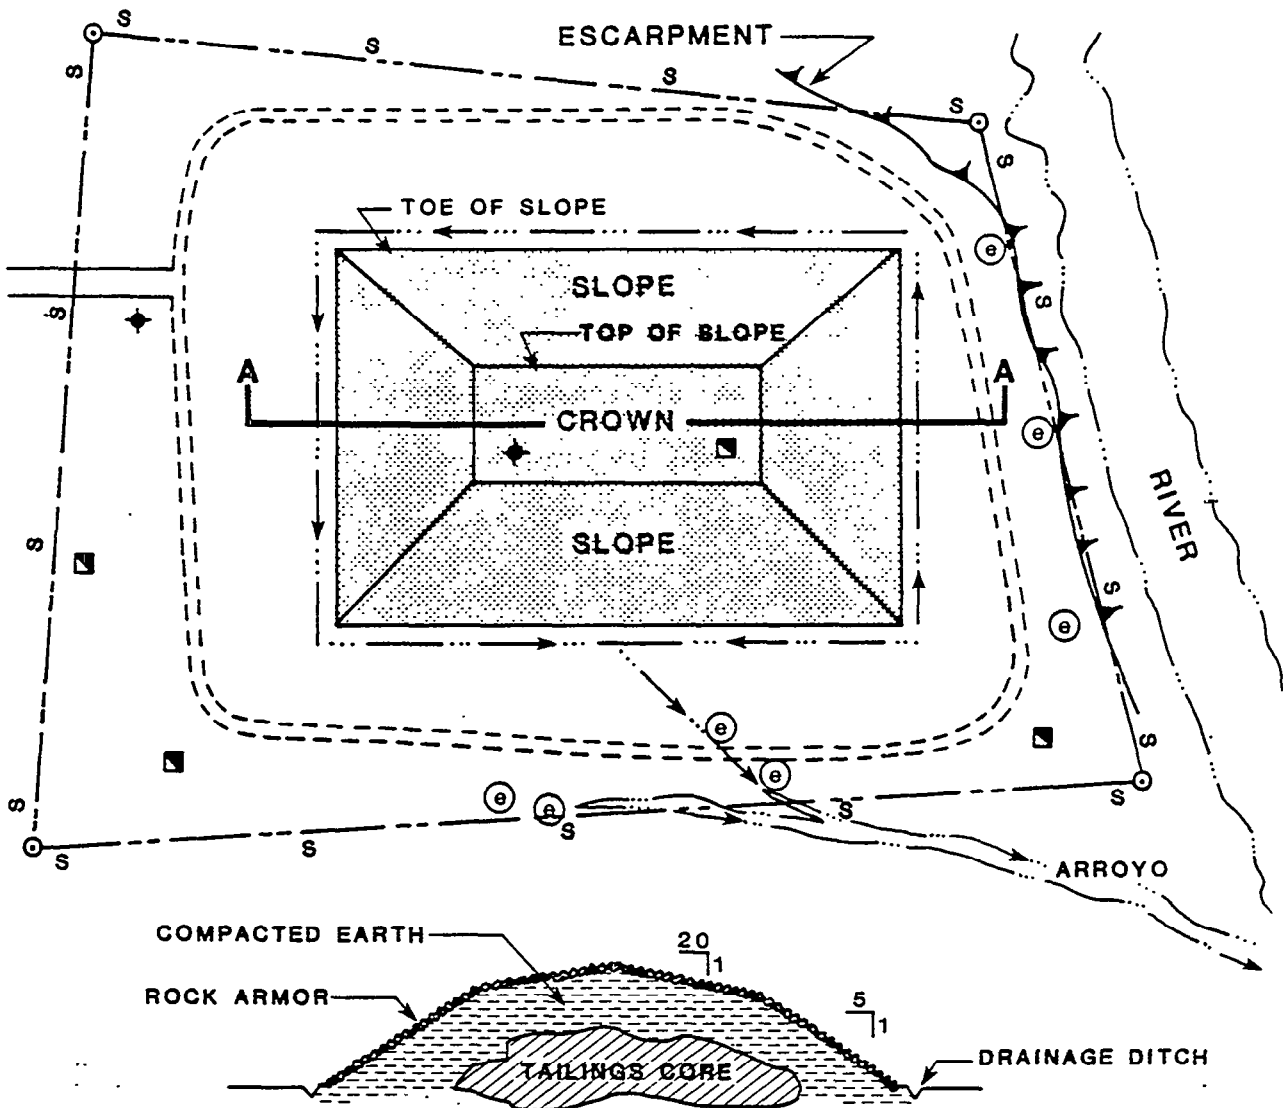 S
S
ESCARPMENT
S
S
S
S
TOE OF SLOPE
e
SLOPE
S
S
TOP OF SLOPE
A
A
CROWN
e
RIVER
S
SLOPE
S
e
e
S
e
S
S
e
e
S
S
S
S
ARROYO
COMPACTED EARTH
20
1
ROCK ARMOR
5
1
TAILINGS CORE
DRAINAGE DITCH